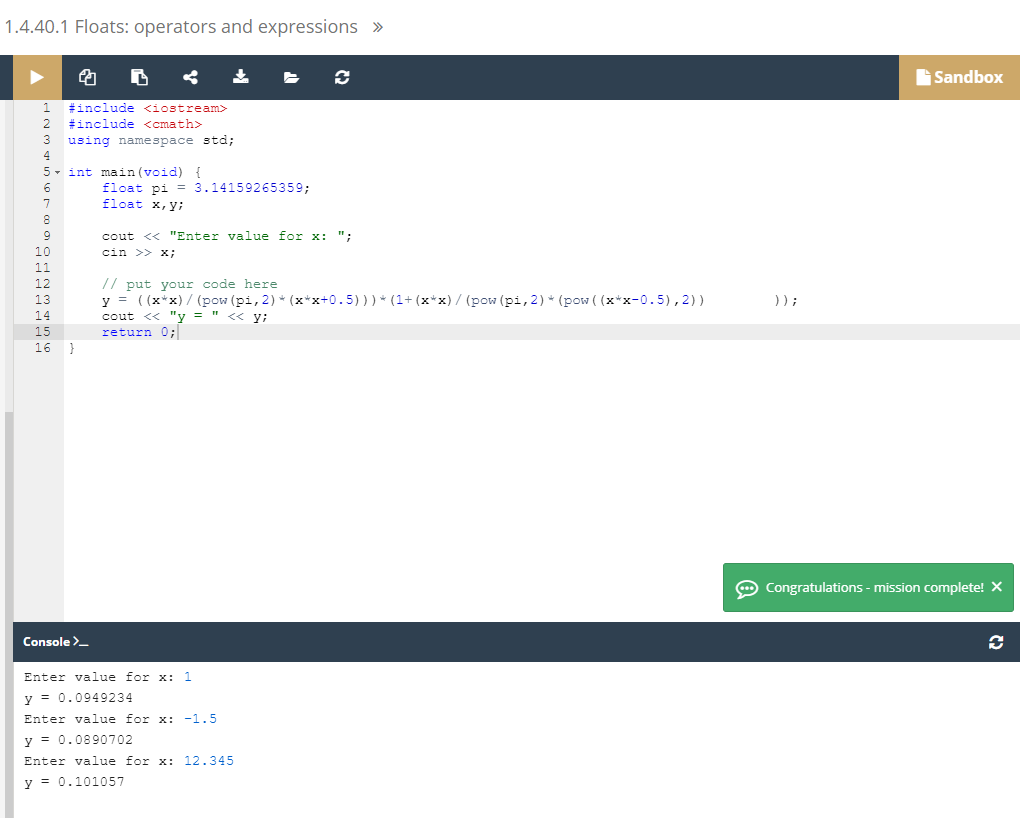 1.4.40.1 Floats: operators and expressions »
Sandbox
1 #include <iostream>
2 #include <cmath>
3 using namespace std;
4
5 int main(void) {
6 float pi = 3.14159265359;
7 float x,y;
8
9 cout << "Enter value for x: ";
10 cin >> x;
11
12 // put your code here
13 y = ((x*x)/(pow(pi,2)*(x*x+0.5)))*(1+(x*x)/(pow(pi,2)*(pow((x*x-0.5),2))        ));
14 cout << "y = " << y;
15 return 0;
16 }
Congratulations - mission complete! ×
Console >_
Enter value for x: 1
y = 0.0949234
Enter value for x: -1.5
y = 0.0890702
Enter value for x: 12.345
y = 0.101057